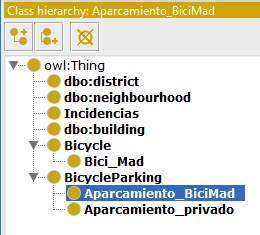 Class hierarchy: Aparcamiento_BiciMad
owl:Thing
dbo:district
dbo:neighbourhood
Incidencias
dbo:building
Bicycle
Bici_Mad
BicycleParking
Aparcamiento_BiciMad
Aparcamiento_privado